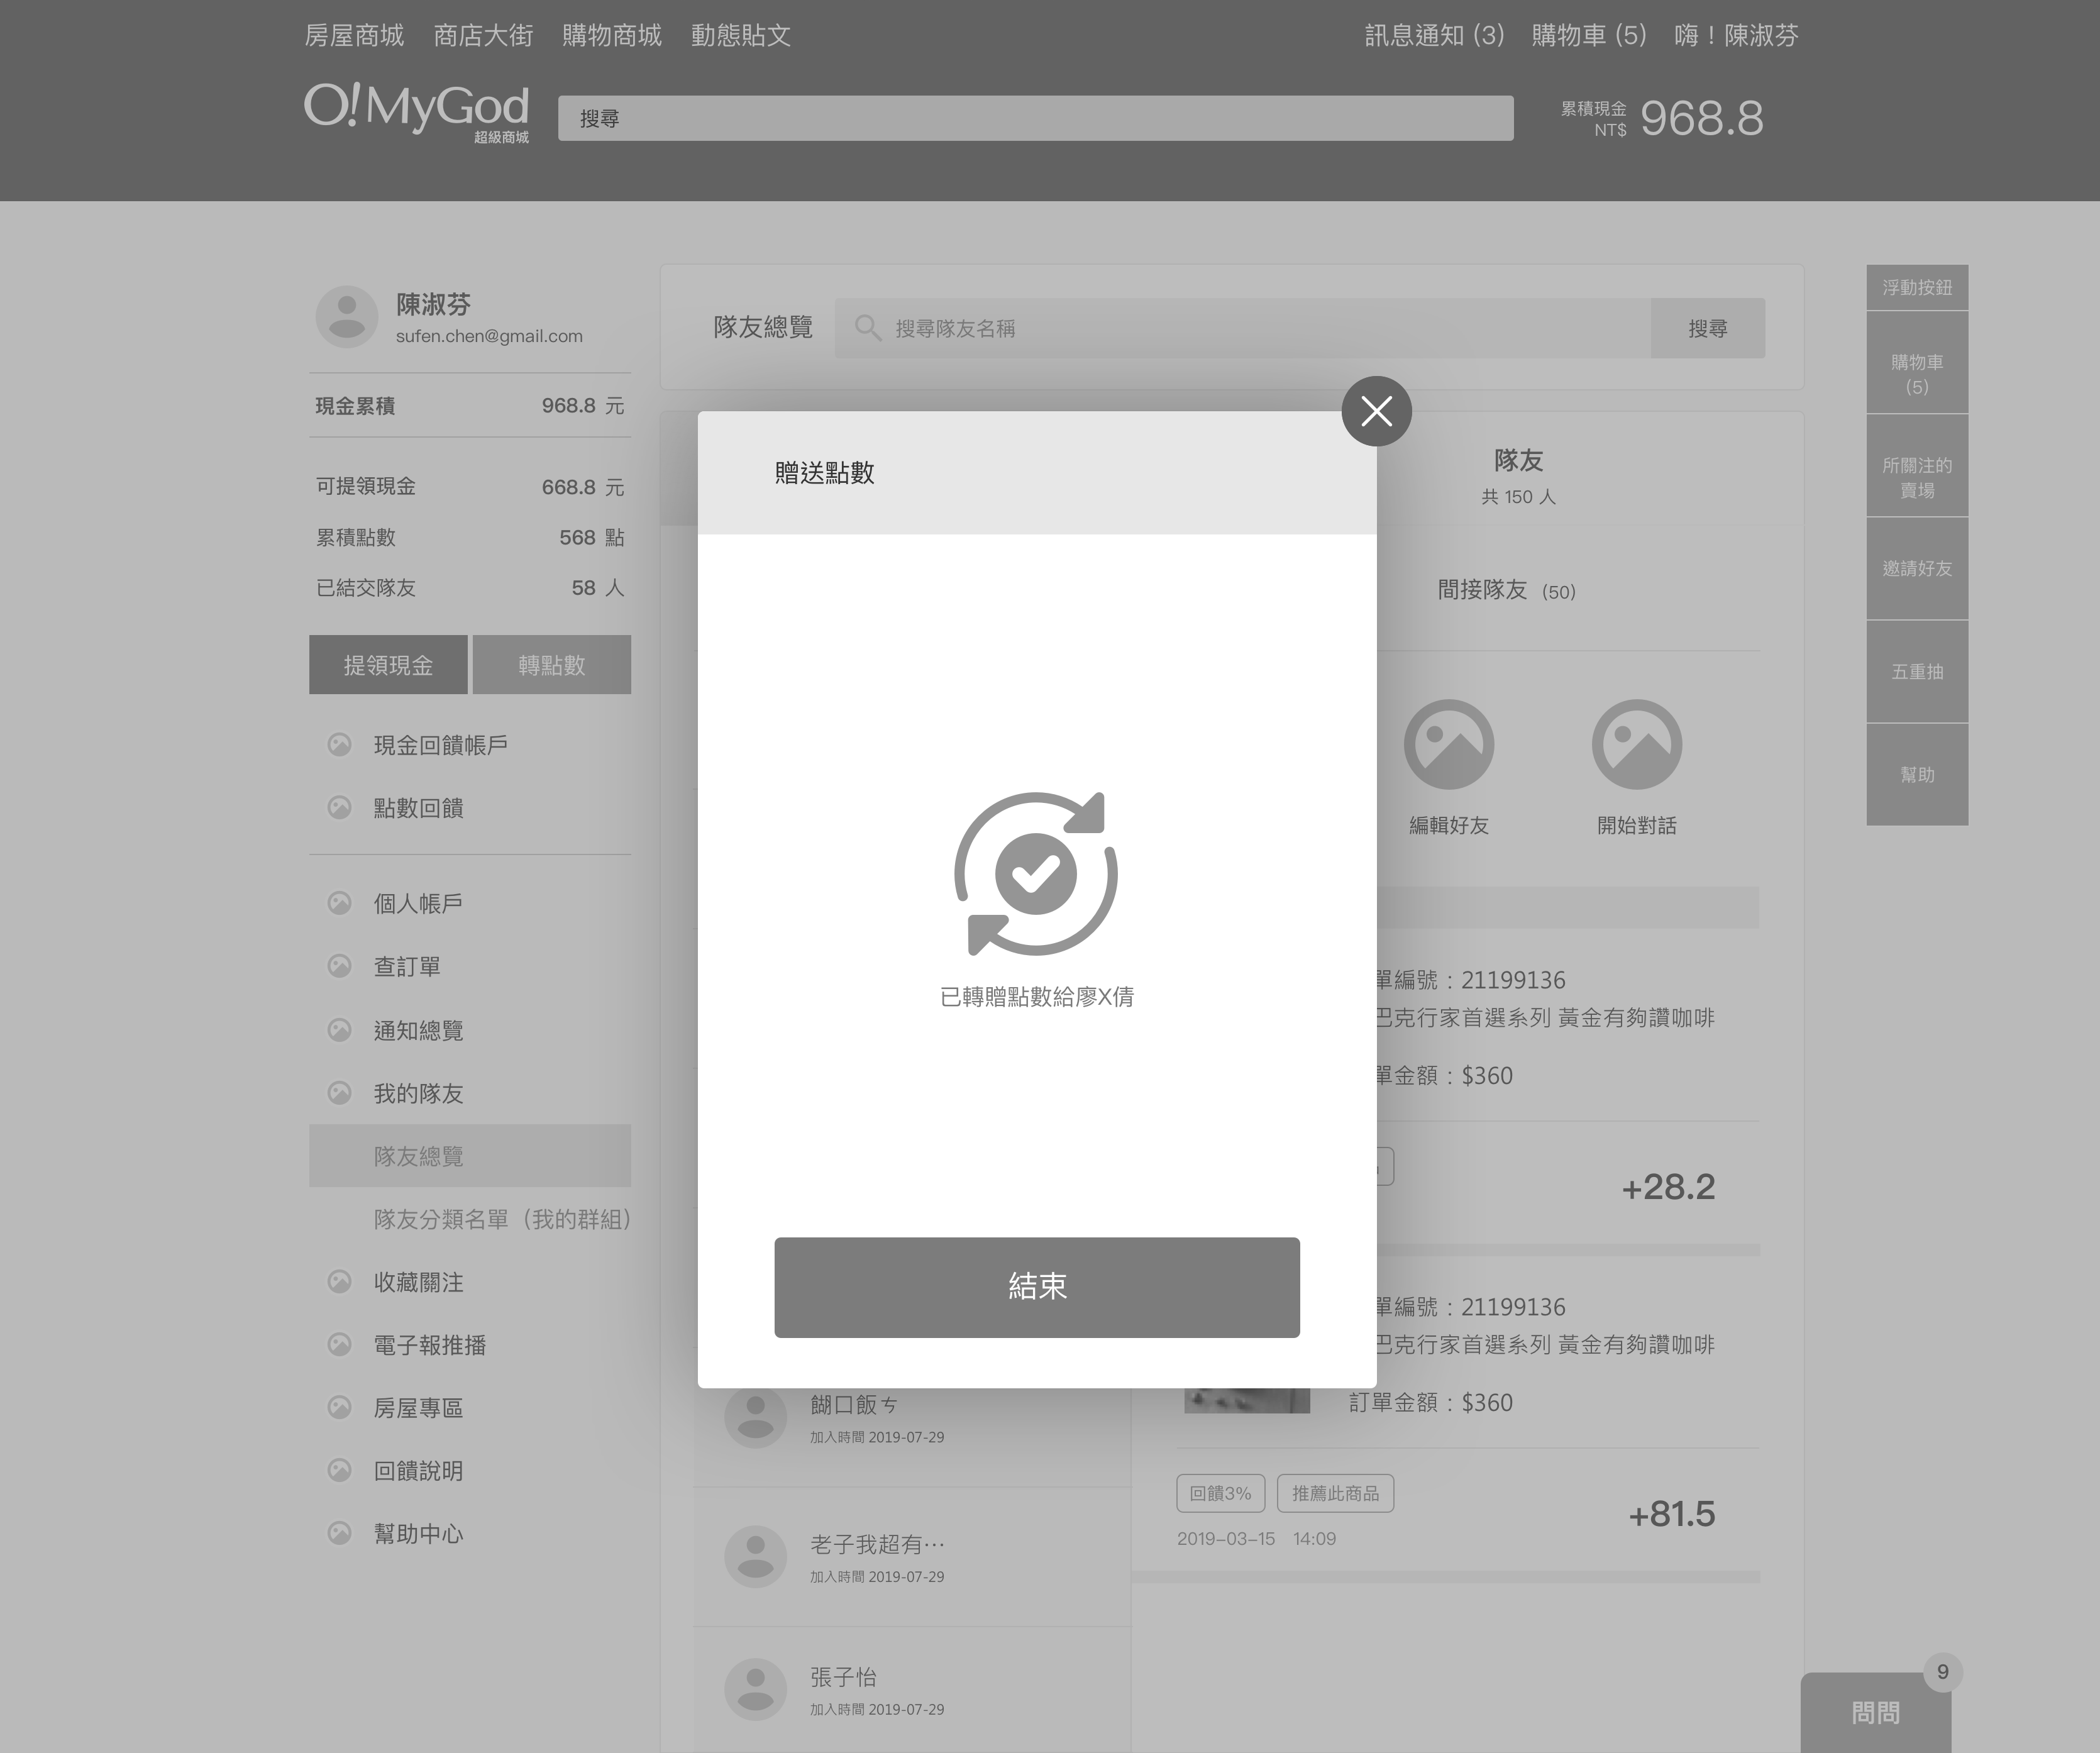 房屋商城 商店大街 購物商城 動態貼文 訊息通知 (3) 購物車 (5) 嗨！陳淑芬
O!MyGod
超級商城
搜尋
累積現金
NT$
968.8
陳淑芬
sufen.chen@gmail.com
現金累積 968.8 元
可提領現金 668.8 元
累積點數 568 點
已結交隊友 58 人
提領現金 轉點數
現金回饋帳戶
點數回饋
個人帳戶
查訂單
通知總覽
我的隊友
隊友總覽
隊友分類名單（我的群組）
收藏關注
電子報推播
房屋專區
回饋說明
幫助中心
隊友總覽 搜尋隊友名稱 搜尋
贈送點數
已轉贈點數給廖X倩
結束
隊友
共 150 人
間接隊友 (50)
編輯好友 開始對話
單編號：21199136
巴克行家首選系列 黃金有夠讚咖啡
單金額：$360
+28.2
單編號：21199136
巴克行家首選系列 黃金有夠讚咖啡
訂單金額：$360
回饋3% 推薦此商品
+81.5
2019–03–15 14:09
餬口飯ㄘ
加入時間 2019-07-29
老子我超有…
加入時間 2019-07-29
張子怡
加入時間 2019-07-29
浮動按鈕
購物車
(5)
所關注的
賣場
邀請好友
五重抽
幫助
9
問問